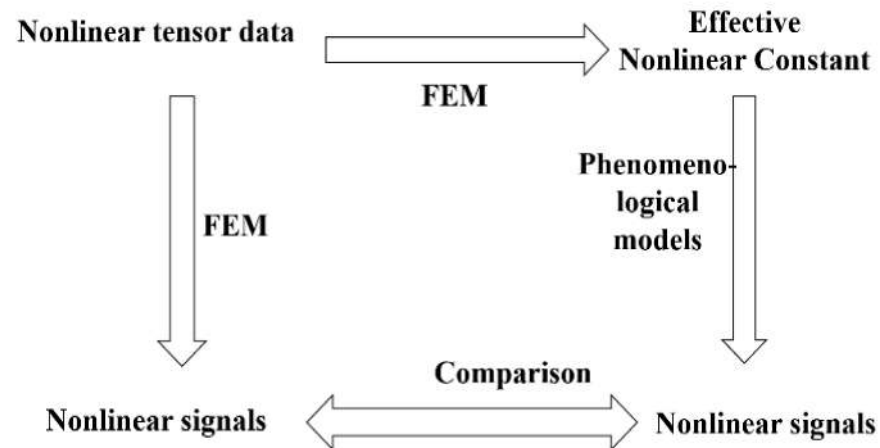 Nonlinear tensor data
Effective
Nonlinear Constant
FEM
Phenomeno-
logical
models
FEM
Comparison
Nonlinear signals
Nonlinear signals